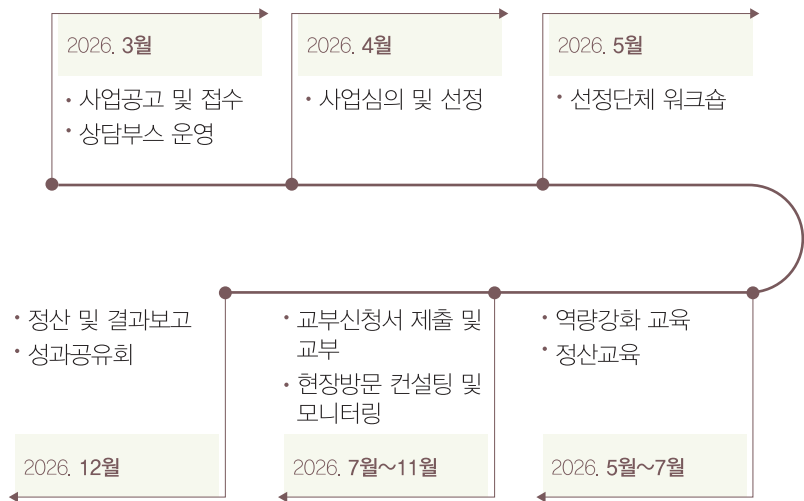 2026. 3월
• 사업공고 및 접수
• 상담부스 운영
2026. 4월
• 사업심의 및 선정
2026. 5월
• 선정단체 워크숍
• 역량강화 교육
• 정산교육
2026. 5월~7월
• 교부신청서 제출 및
교부
• 현장방문 컨설팅 및
모니터링
2026. 7월~11월
• 정산 및 결과보고
• 성과공유회
2026. 12월